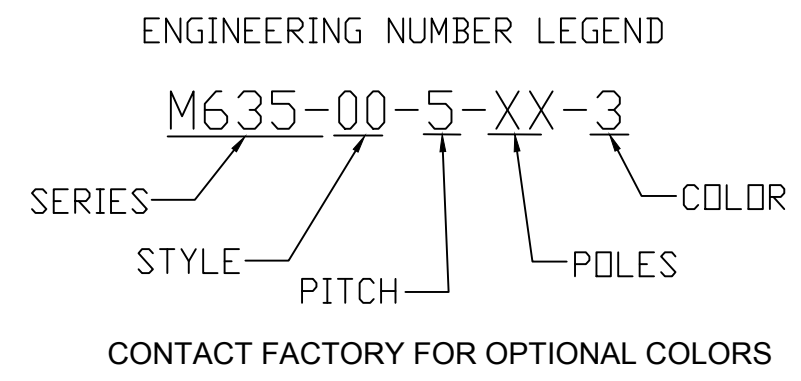 ENGINEERING NUMBER LEGEND
M635-00-5-XX-3
SERIES
COLOR
STYLE
POLES
PITCH
CONTACT FACTORY FOR OPTIONAL COLORS